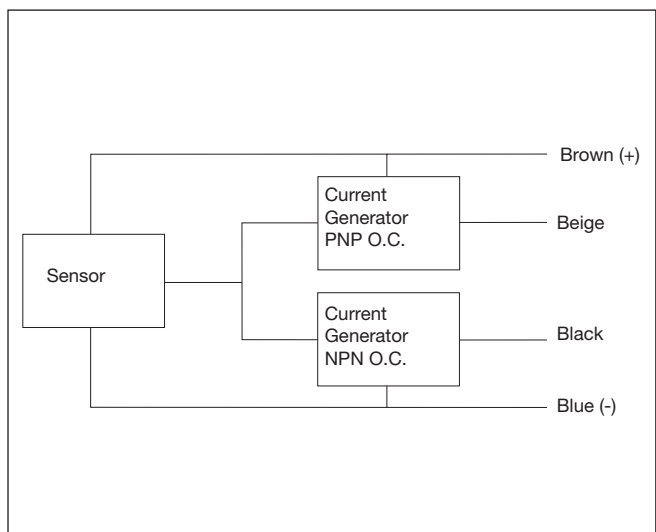 Brown (+)
Current
Generator
PNP O.C.
Beige
Sensor
Current
Generator
NPN O.C.
Black
Blue (-)